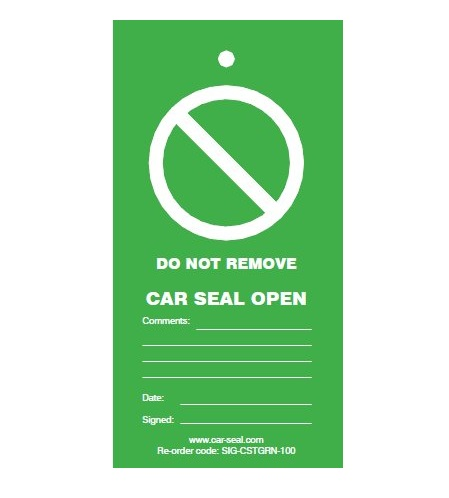 DO NOT REMOVE
CAR SEAL OPEN
Comments:
Date:
Signed:
www.car-seal.com
Re-order code: SIG-CSTGRN-100